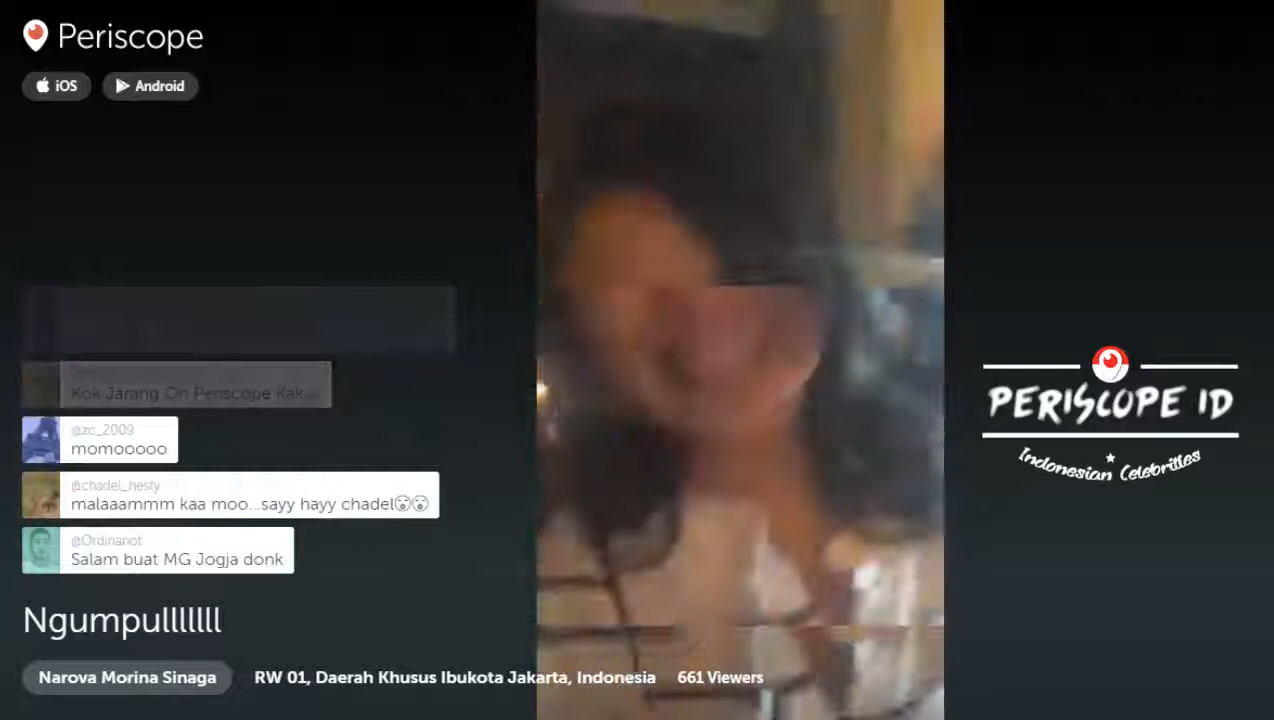 Periscope
iOS
Android
Kok Jarang On Periscope
@zc_2009
momooooo
@chadel_hesty
malaaammm kaa moo...sayy hayy chadel😮😮
@Ordinanot
Salam buat MG Jogja donk
Ngumpulllllll
Narova Morina Sinaga
RW 01, Daerah Khusus Ibukota Jakarta, Indonesia
661 Viewers
PERISCOPE ID
Indonesian Celebrities